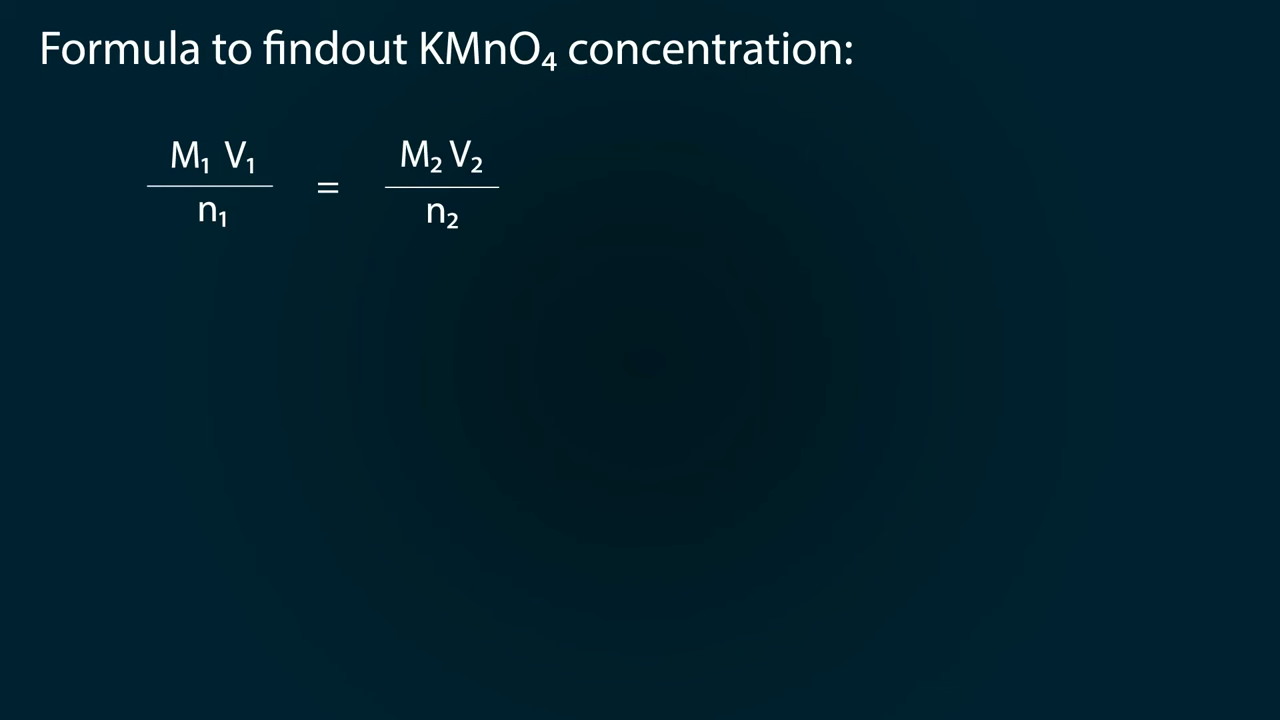 Formula to findout KMnO₄ concentration:
M₁ V₁ = M₂ V₂
n₁ n₂